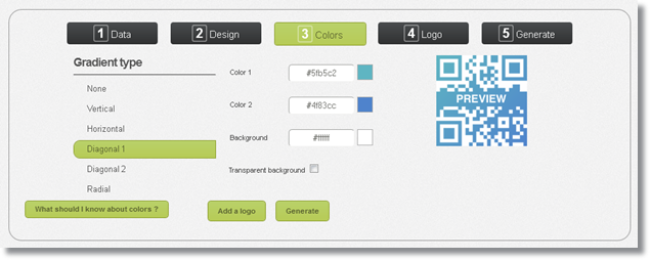 1 Data
2 Design
3 Colors
4 Logo
5 Generate
Gradient type
None
Vertical
Horizontal
Diagonal 1
Diagonal 2
Radial
What should I know about colors ?
Color 1 #5fb5c2
Color 2 #4f83cc
Background #ffffff
Transparent background
Add a logo
Generate
PREVIEW